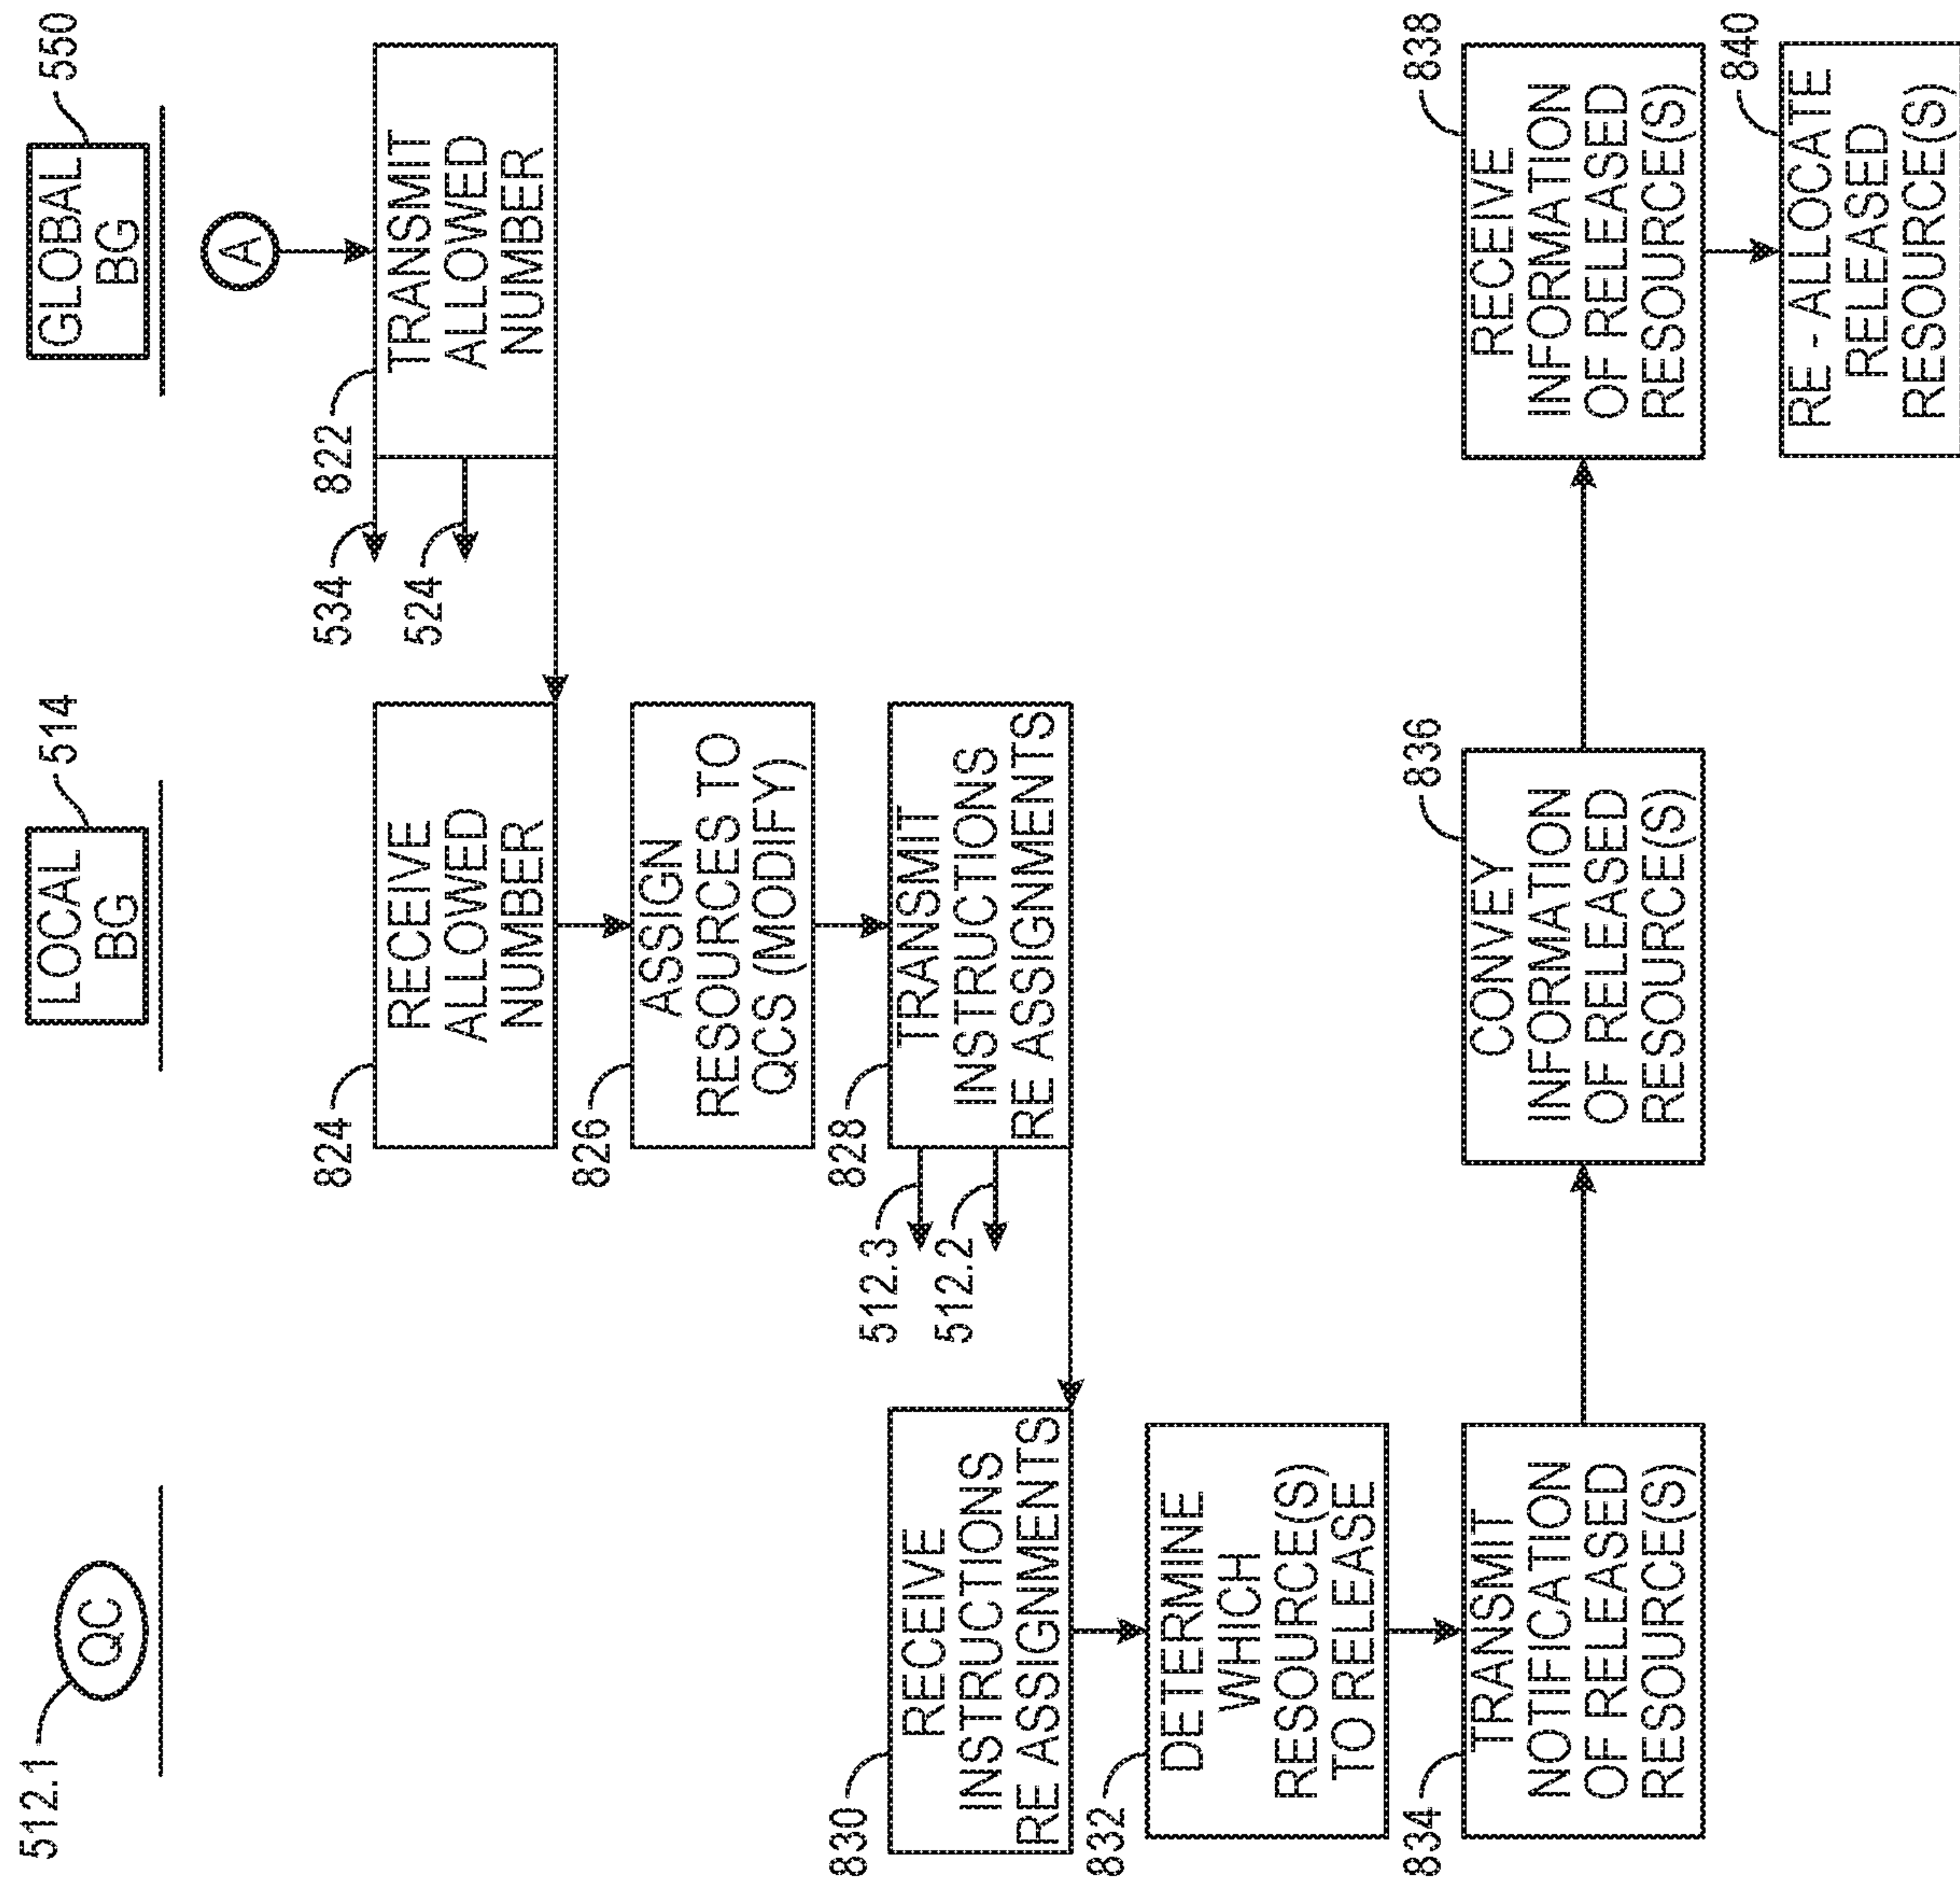 512.1
QC
LOCAL
BG
514
GLOBAL
BG
550
A
822
TRANSMIT
ALLOWED
NUMBER
534
524
824
RECEIVE
ALLOWED
NUMBER
826
ASSIGN
RESOURCES TO
QCS (MODIFY)
828
TRANSMIT
INSTRUCTIONS
RE ASSIGNMENTS
512.3
512.2
830
RECEIVE
INSTRUCTIONS
RE ASSIGNMENTS
832
DETERMINE
WHICH
RESOURCE(S)
TO RELEASE
834
TRANSMIT
NOTIFICATION
OF RELEASED
RESOURCE(S)
836
CONVEY
INFORMATION
OF RELEASED
RESOURCE(S)
838
RECEIVE
INFORMATION
OF RELEASED
RESOURCE(S)
840
RE - ALLOCATE
RELEASED
RESOURCE(S)